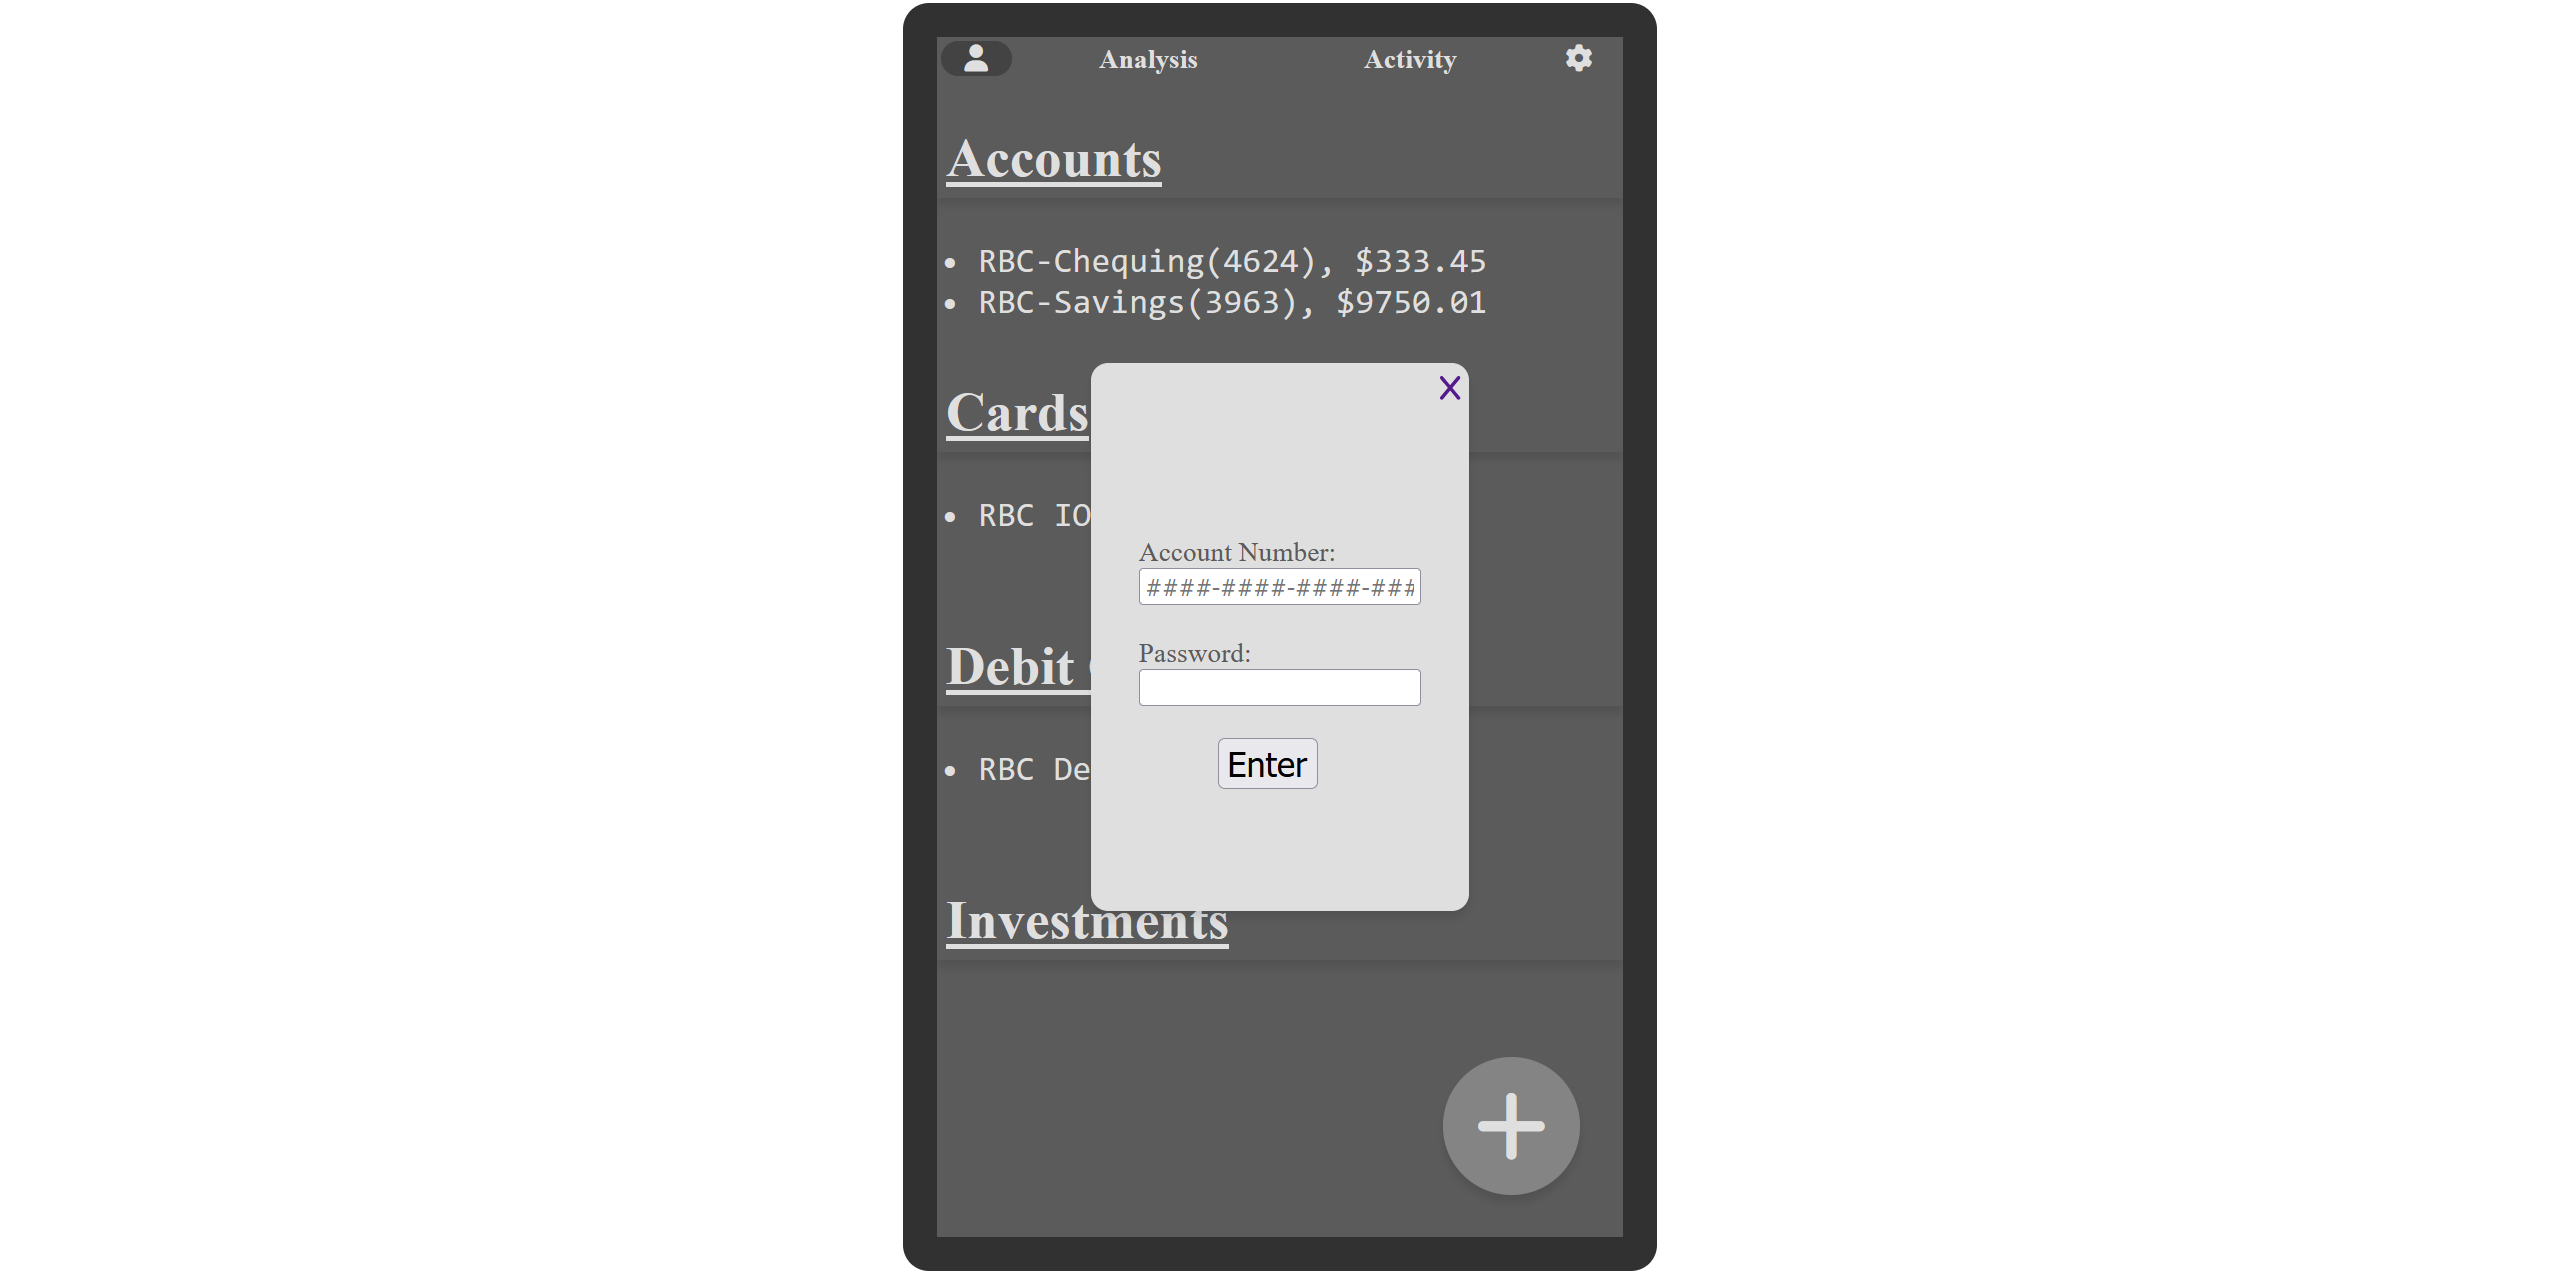 Analysis Activity
Accounts
• RBC-Chequing(4624), $333.45
• RBC-Savings(3963), $9750.01
X
Cards
• RBC IO
Account Number:
####-####-####-###
Debit
Password:
Enter
• RBC De
Investments